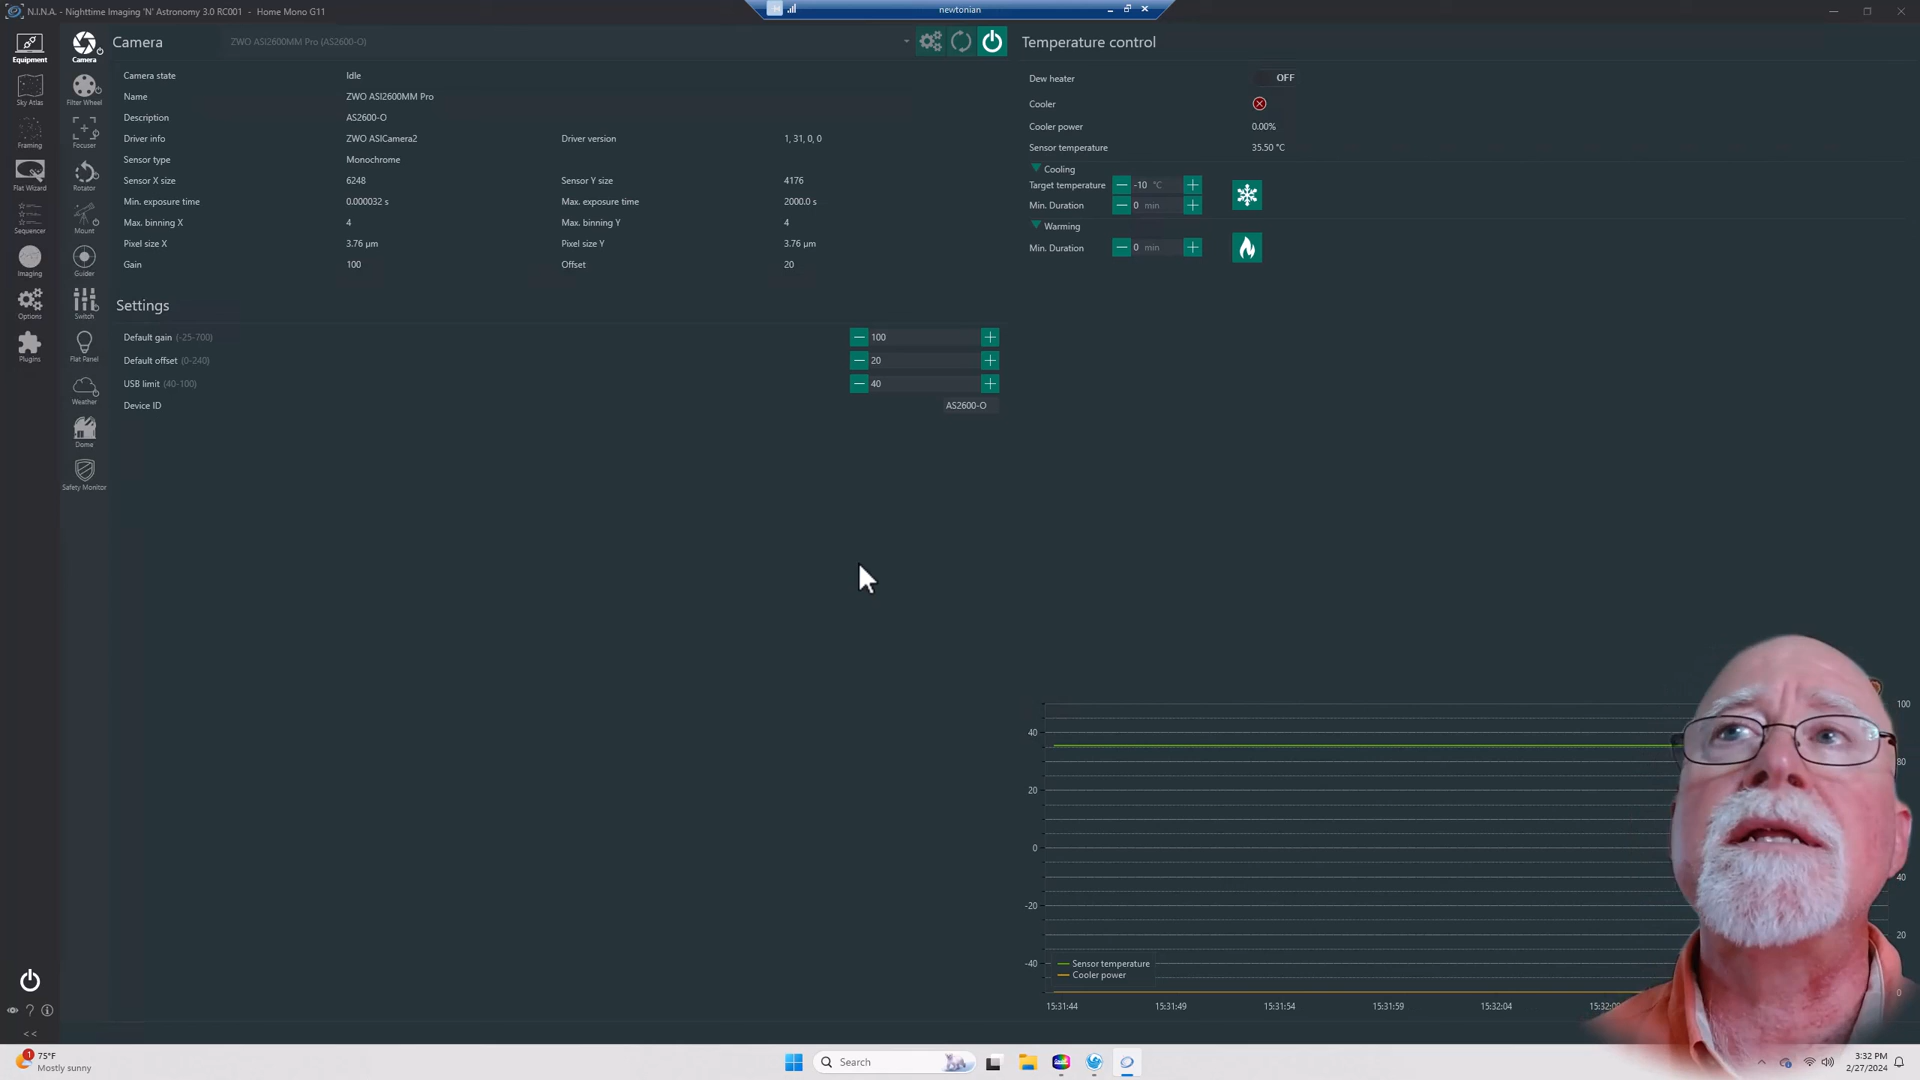 N.I.N.A. - Nighttime Imaging 'N' Astronomy 3.0 RC001 - Home Mono G11
newtonian
Equipment
Sky Atlas
Framing
Flat Wizard
Sequencer
Imaging
Options
Plugins
Camera
Filter Wheel
Focuser
Rotator
Mount
Guider
Switch
Flat Panel
Weather
Dome
Safety Monitor
Camera
ZWO ASI2600MM Pro (AS2600-O)
Camera state Idle
Name ZWO ASI2600MM Pro
Description AS2600-O
Driver info ZWO ASICamera2 Driver version 1, 31, 0, 0
Sensor type Monochrome
Sensor X size 6248 Sensor Y size 4176
Min. exposure time 0.000032 s Max. exposure time 2000.0 s
Max. binning X 4 Max. binning Y 4
Pixel size X 3.76 µm Pixel size Y 3.76 µm
Gain 100 Offset 20
Settings
Default gain (-25-700) 100
Default offset (0-240) 20
USB limit (40-100) 40
Device ID AS2600-O
Temperature control
Dew heater OFF
Cooler
Cooler power 0.00%
Sensor temperature 35.50 °C
Cooling
Target temperature -10 °C
Min. Duration 0 min
Warming
Min. Duration 0 min
100
40
80
20
0
40
-20
20
-40
0
Sensor temperature
Cooler power
15:31:44 15:31:49 15:31:54 15:31:59 15:32:04 15:32:09
<<
1
75°F
Mostly sunny
Search
3:32 PM
2/27/2024